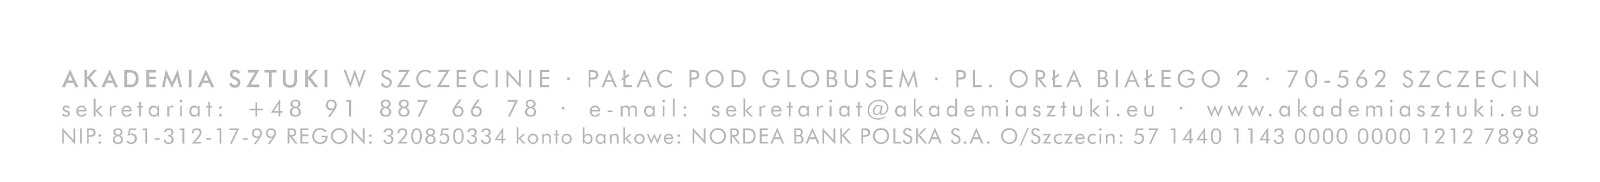 AKADEMIA SZTUKI W SZCZECINIE · PAŁAC POD GLOBUSEM · PL. ORŁA BIAŁEGO 2 · 70-562 SZCZECIN
sekretariat: +48 91 887 66 78 · e-mail: sekretariat@akademiasztuki.eu · www.akademiasztuki.eu
NIP: 851-312-17-99 REGON: 320850334 konto bankowe: NORDEA BANK POLSKA S.A. O/Szczecin: 57 1440 1143 0000 0000 1212 7898